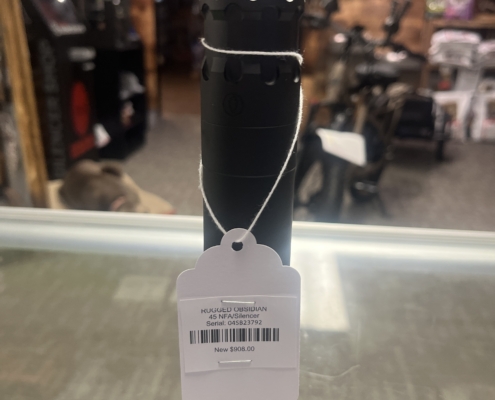 RUGGED OBSIDIAN
45 NFA/Silencer
Serial: 045823792
New $908.00